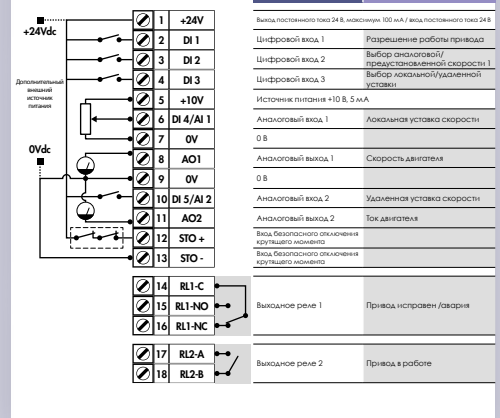 +24Vdc
Дополнительный
внешний
источник
питания
0Vdc
1 +24V Выход постоянного тока 24 В, максимум 100 мА / вход постоянного тока 24 В
2 DI 1 Цифровой вход 1 Разрешение работы привода
3 DI 2 Цифровой вход 2 Выбор аналоговой/
предустановленной скорости 1
4 DI 3 Цифровой вход 3 Выбор локальной/удаленной
уставки
5 +10V Источник питания +10 В, 5 мА
6 DI 4/AI 1 Аналоговый вход 1 Локальная уставка скорости
7 0V 0 В
8 AO1 Аналоговый выход 1 Скорость двигателя
9 0V 0 В
10 DI 5/AI 2 Аналоговый вход 2 Удаленная уставка скорости
11 AO2 Аналоговый выход 2 Ток двигателя
12 STO + Вход безопасного отключения
крутящего момента
13 STO - Вход безопасного отключения
крутящего момента
14 RL1-C
15 RL1-NO Выходное реле 1 Привод исправен /авария
16 RL1-NC
17 RL2-A
Выходное реле 2 Привод в работе
18 RL2-B